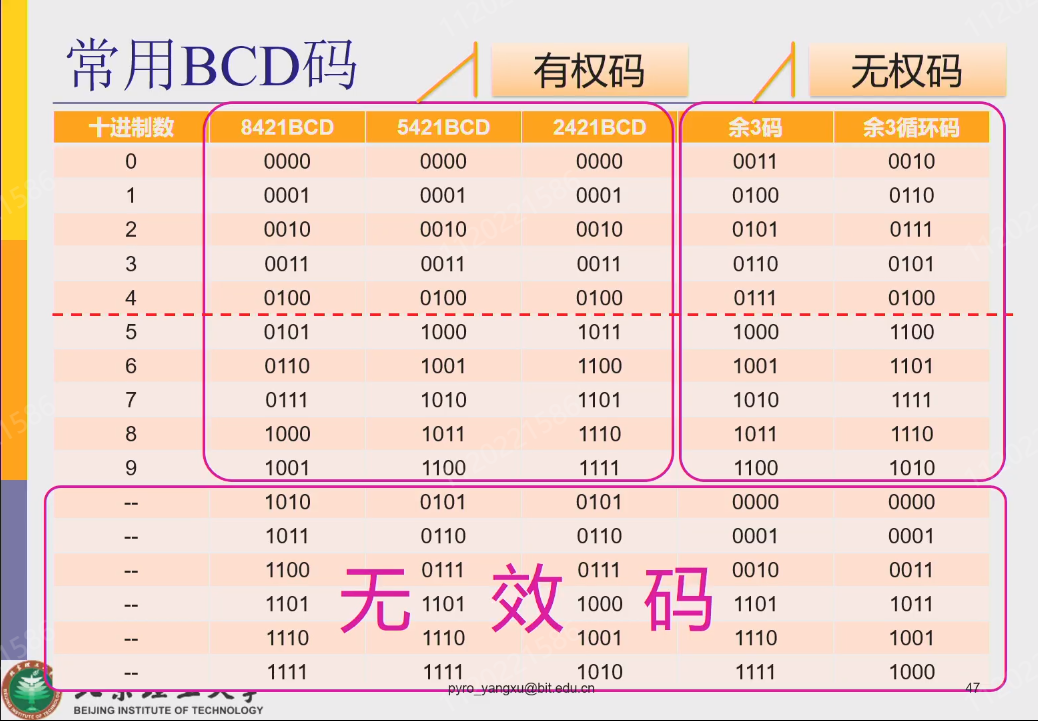 常用BCD码
有权码
无权码
十进制数 8421BCD 5421BCD 2421BCD 余3码 余3循环码
0 0000 0000 0000 0011 0010
1 0001 0001 0001 0100 0110
2 0010 0010 0010 0101 0111
3 0011 0011 0011 0110 0101
4 0100 0100 0100 0111 0100
5 0101 1000 1011 1000 1100
6 0110 1001 1100 1001 1101
7 0111 1010 1101 1010 1111
8 1000 1011 1110 1011 1110
9 1001 1100 1111 1100 1010
-- 1010 0101 0101 0000 0000
-- 1011 0110 0110 0001 0001
-- 1100 0111 0111 0010 0011
-- 1101 1101 1000 1101 1011
-- 1110 1110 1001 1110 1001
-- 1111 1111 1010 1111 1000
无效码
北京理工大学
BEIJING INSTITUTE OF TECHNOLOGY
pyro_yangxu@bit.edu.cn
47